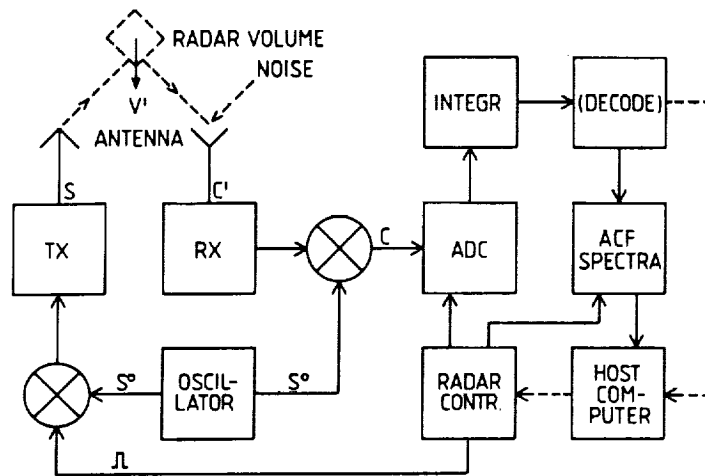 RADAR VOLUME
NOISE
V'
ANTENNA
INTEGR
(DECODE)
S
C'
TX
RX
C
ADC
ACF
SPECTRA
S°
OSCIL-
LATOR
S°
RADAR
CONTR.
HOST
COM-
PUTER